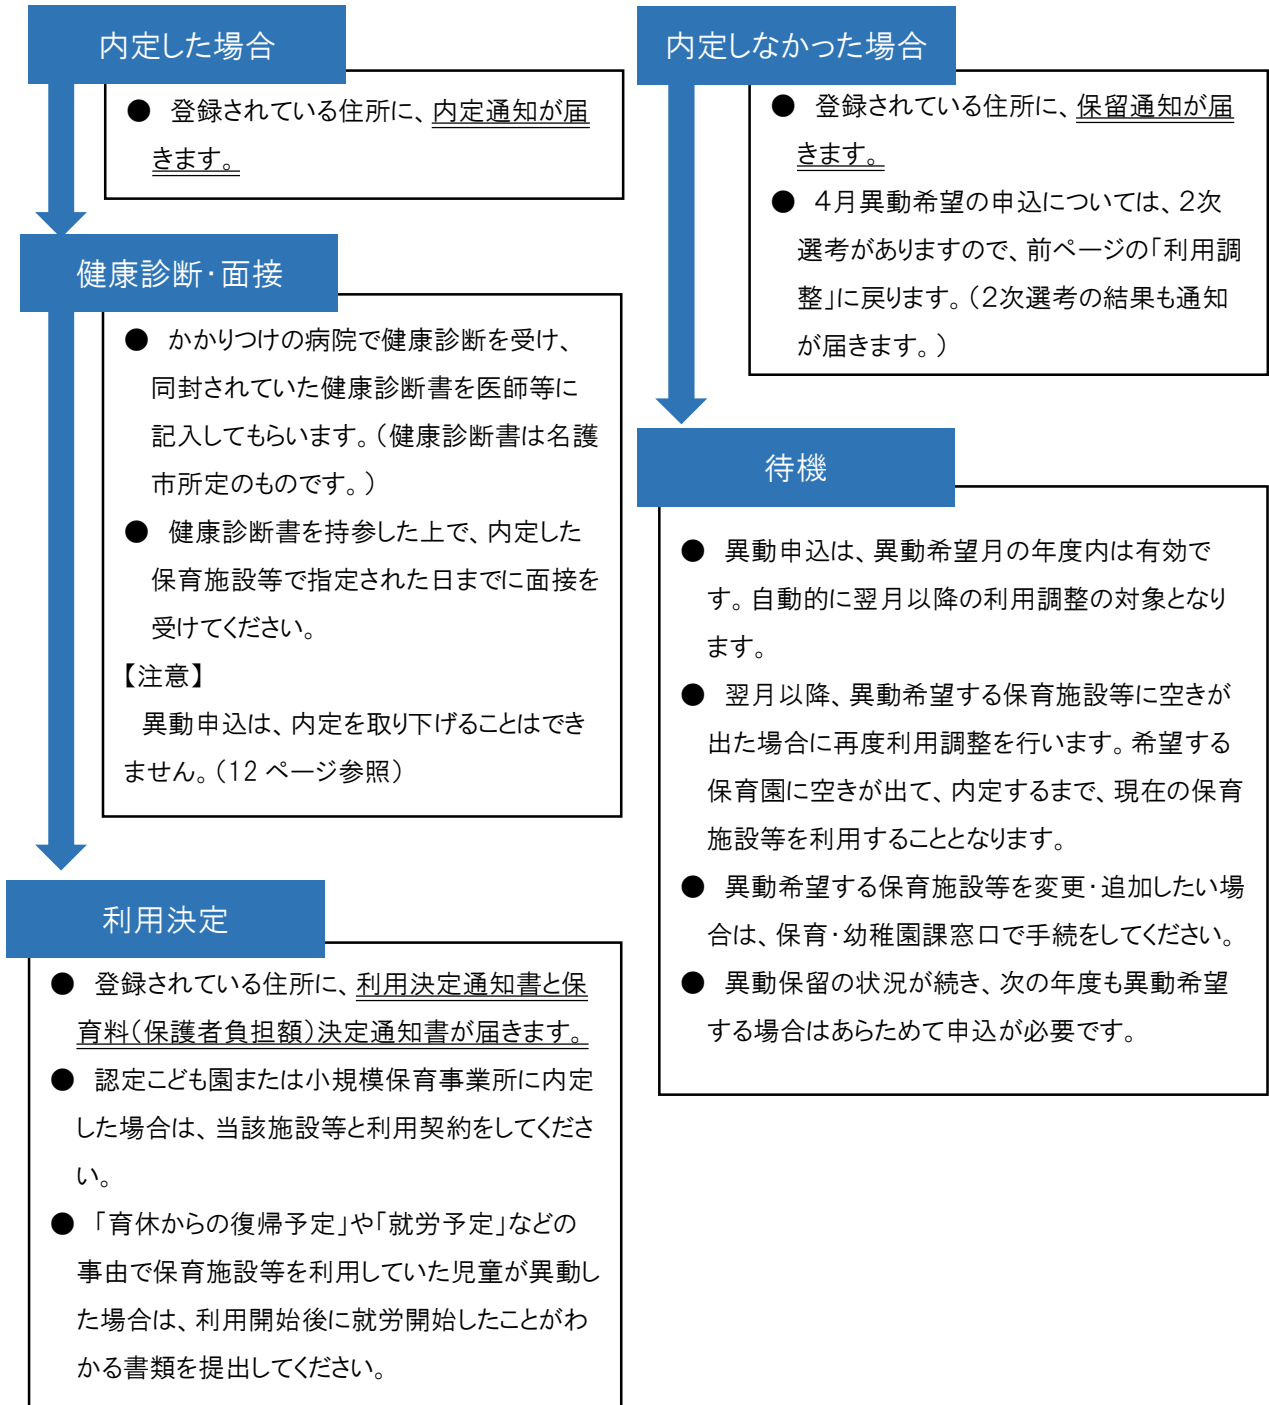 内定した場合
● 登録されている住所に、内定通知が届
きます。
健康診断・面接
● かかりつけの病院で健康診断を受け、
同封されていた健康診断書を医師等に
記入してもらいます。（健康診断書は名護
市所定のものです。）
● 健康診断書を持参した上で、内定した
保育施設等で指定された日までに面接を
受けてください。
【注意】
異動申込は、内定を取り下げることはでき
ません。（12 ページ参照）
利用決定
● 登録されている住所に、利用決定通知書と保
育料（保護者負担額）決定通知書が届きます。
● 認定こども園または小規模保育事業所に内定
した場合は、当該施設等と利用契約をしてくださ
い。
● 「育休からの復帰予定」や「就労予定」などの
事由で保育施設等を利用していた児童が異動し
た場合は、利用開始後に就労開始したことがわ
かる書類を提出してください。
内定しなかった場合
● 登録されている住所に、保留通知が届
きます。
● 4月異動希望の申込については、2次
選考がありますので、前ページの「利用調
整」に戻ります。（2次選考の結果も通知
が届きます。）
待機
● 異動申込は、異動希望月の年度内は有効で
す。自動的に翌月以降の利用調整の対象となり
ます。
● 翌月以降、異動希望する保育施設等に空きが
出た場合に再度利用調整を行います。希望する
保育園に空きが出て、内定するまで、現在の保育
施設等を利用することとなります。
● 異動希望する保育施設等を変更・追加したい場
合は、保育・幼稚園課窓口で手続をしてください。
● 異動保留の状況が続き、次の年度も異動希望
する場合はあらためて申込が必要です。